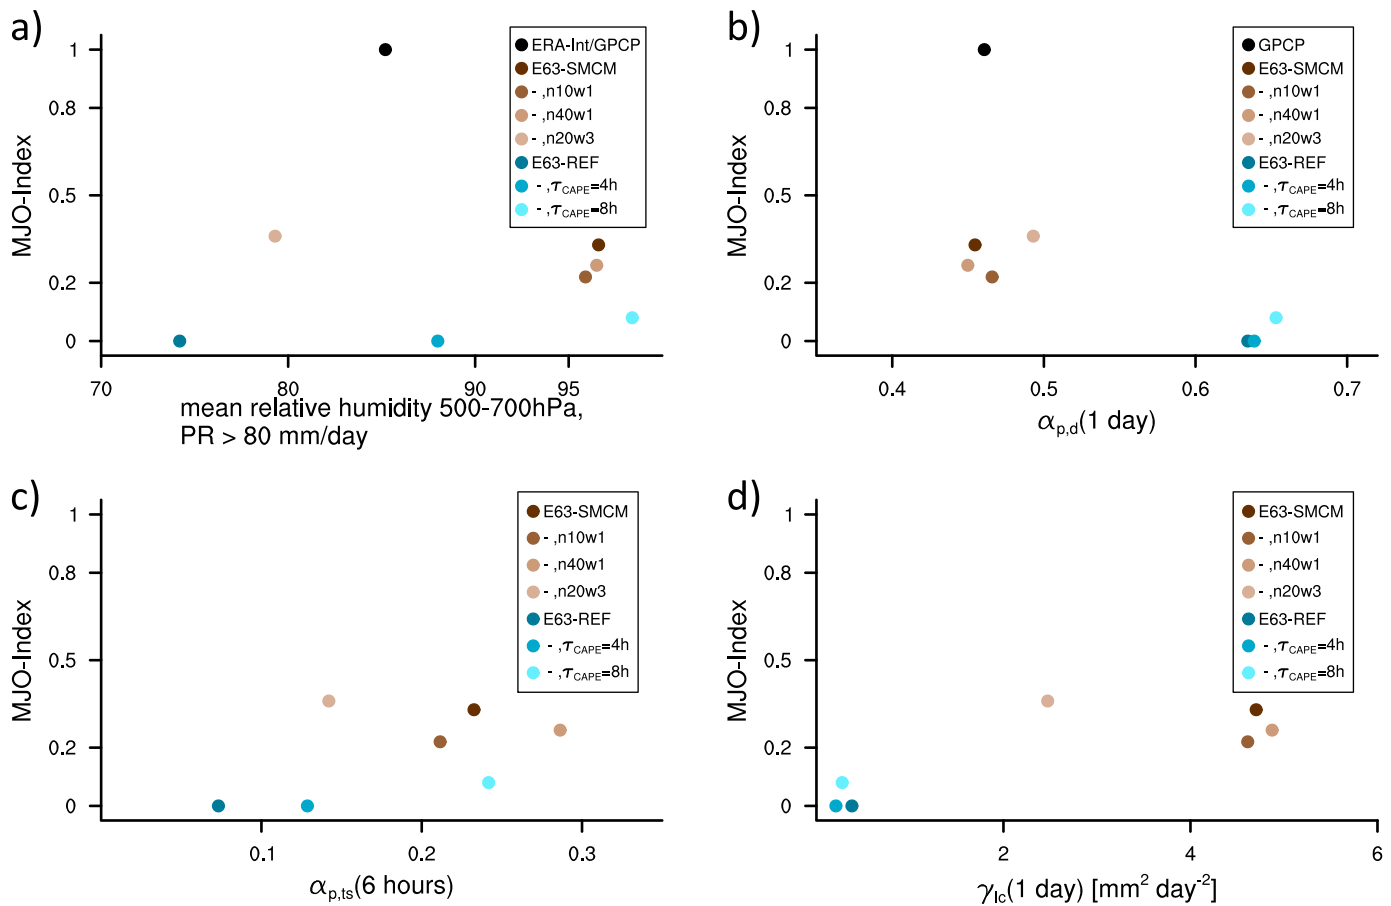 a)
MJO-Index
1
0.8
0.5
0.2
0
70
80
90
95
mean relative humidity 500-700hPa,
PR > 80 mm/day
ERA-Int/GPCP
E63-SMCM
- ,n10w1
- ,n40w1
- ,n20w3
E63-REF
- ,τCAPE=4h
- ,τCAPE=8h
b)
MJO-Index
1
0.8
0.5
0.2
0
0.4
0.5
0.6
0.7
αp,d(1 day)
GPCP
E63-SMCM
- ,n10w1
- ,n40w1
- ,n20w3
E63-REF
- ,τCAPE=4h
- ,τCAPE=8h
c)
MJO-Index
1
0.8
0.5
0.2
0
0.1
0.2
0.3
αp,ts(6 hours)
E63-SMCM
- ,n10w1
- ,n40w1
- ,n20w3
E63-REF
- ,τCAPE=4h
- ,τCAPE=8h
d)
MJO-Index
1
0.8
0.5
0.2
0
2
4
6
γlc(1 day) [mm² day⁻²]
E63-SMCM
- ,n10w1
- ,n40w1
- ,n20w3
E63-REF
- ,τCAPE=4h
- ,τCAPE=8h